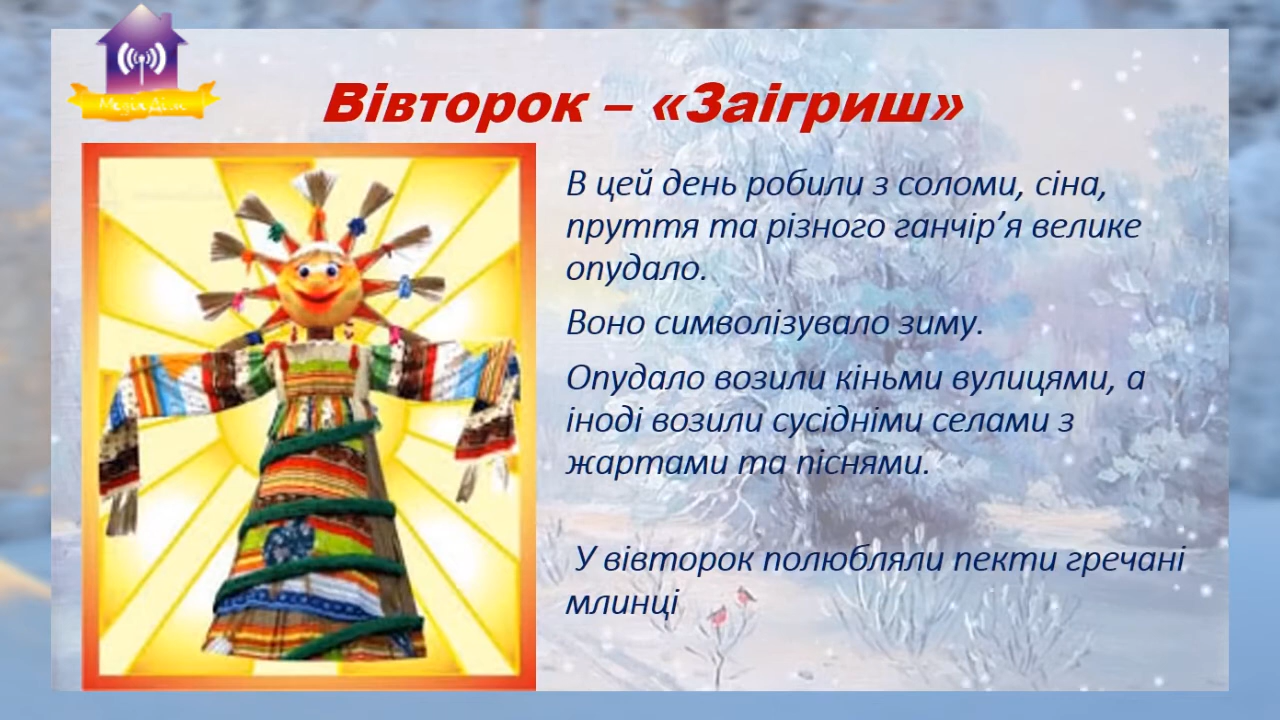 МедіаДім
Вівторок – «Заігриш»
В цей день робили з соломи, сіна,
пруття та різного ганчір’я велике
опудало.
Воно символізувало зиму.
Опудало возили кіньми вулицями, а
іноді возили сусідніми селами з
жартами та піснями.
У вівторок полюбляли пекти гречані
млинці